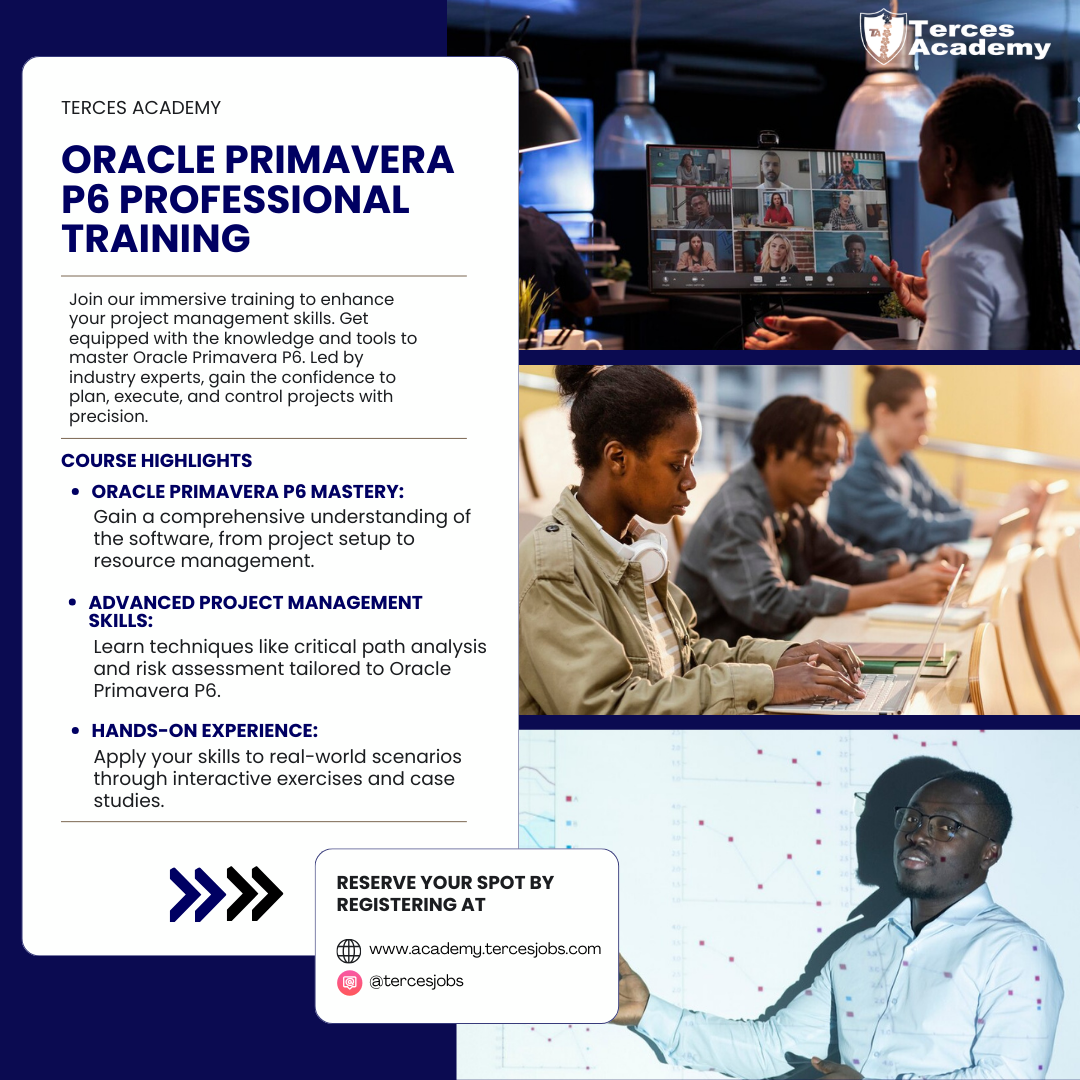 Terces
Academy
TERCES ACADEMY
ORACLE PRIMAVERA
P6 PROFESSIONAL
TRAINING
Join our immersive training to enhance
your project management skills. Get
equipped with the knowledge and tools to
master Oracle Primavera P6. Led by
industry experts, gain the confidence to
plan, execute, and control projects with
precision.
COURSE HIGHLIGHTS
• ORACLE PRIMAVERA P6 MASTERY:
Gain a comprehensive understanding of
the software, from project setup to
resource management.
• ADVANCED PROJECT MANAGEMENT
SKILLS:
Learn techniques like critical path analysis
and risk assessment tailored to Oracle
Primavera P6.
• HANDS-ON EXPERIENCE:
Apply your skills to real-world scenarios
through interactive exercises and case
studies.
RESERVE YOUR SPOT BY
REGISTERING AT
www.academy.tercesjobs.com
@tercesjobs